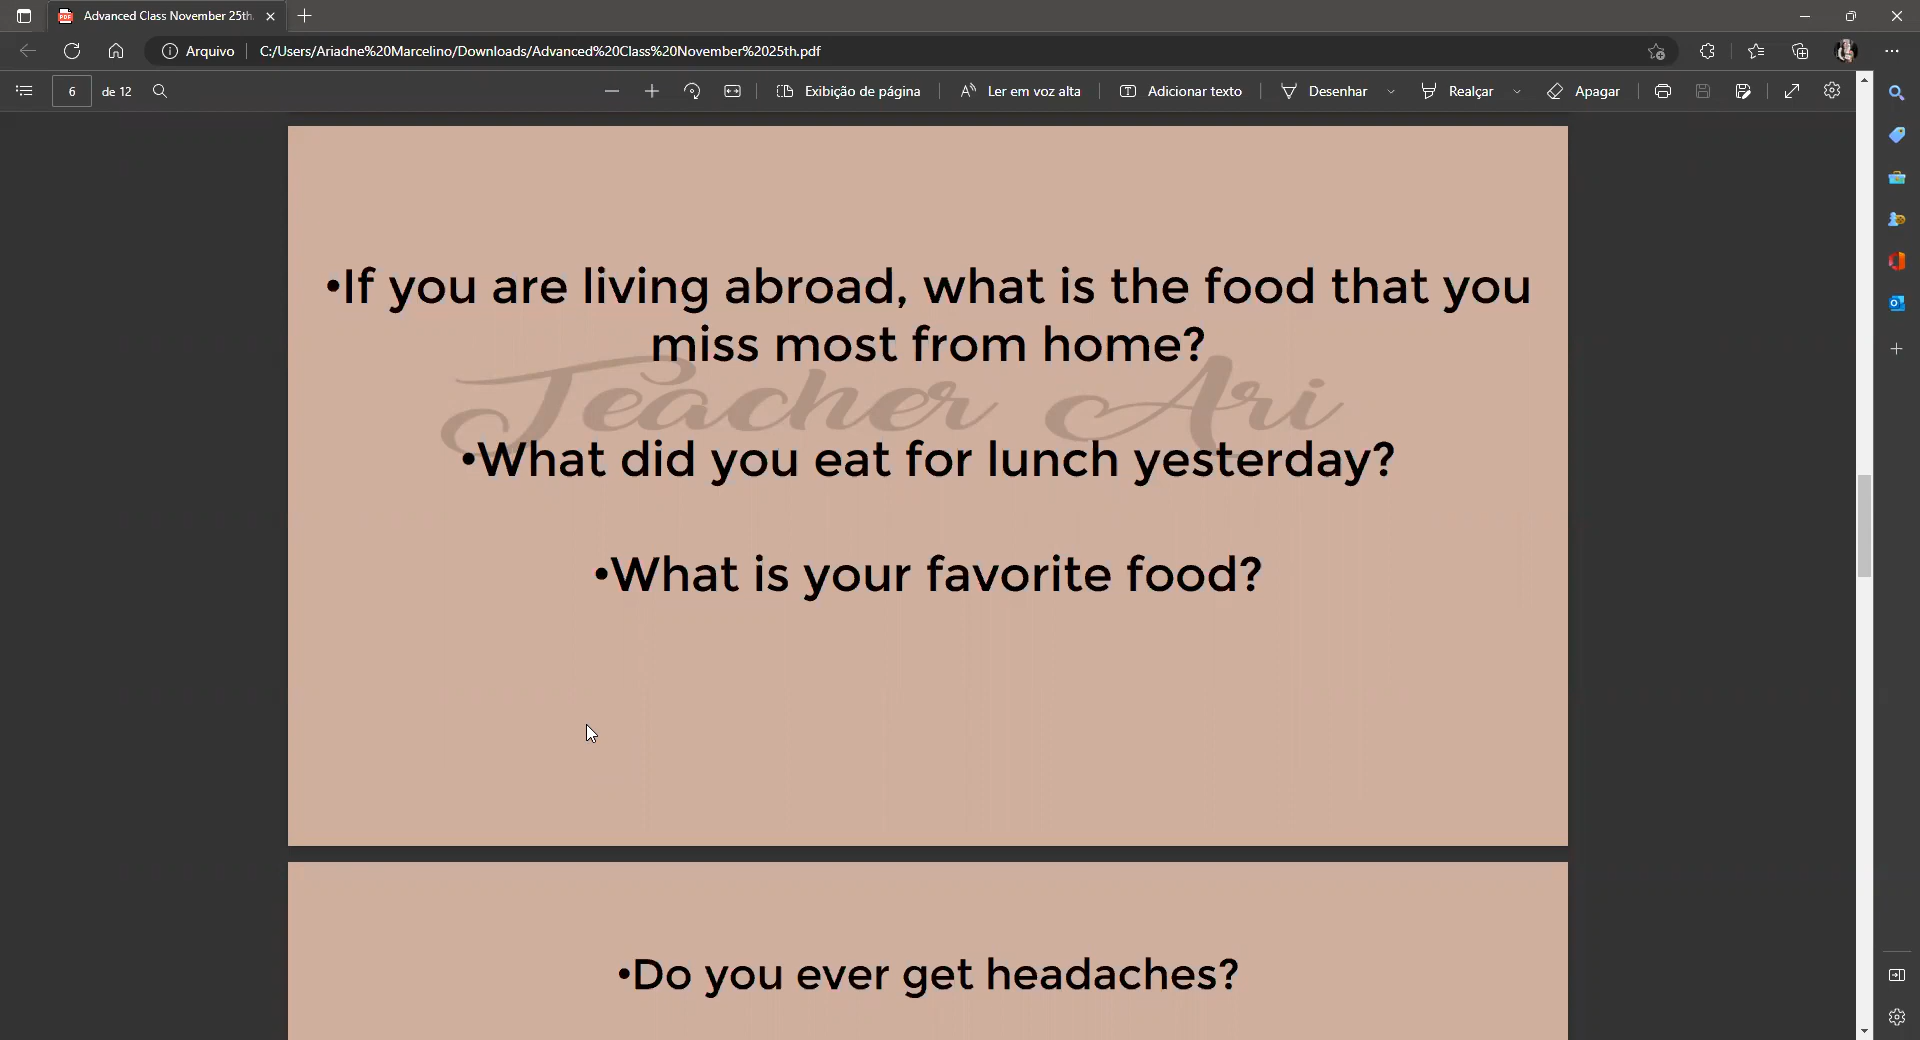 Advanced Class November 25th.
Arquivo
C:/Users/Ariadne%20Marcelino/Downloads/Advanced%20Class%20November%2025th.pdf
6 de 12
Exibição de página
Ler em voz alta
Adicionar texto
Desenhar
Realçar
Apagar
•If you are living abroad, what is the food that you
miss most from home?
Teacher Ari
•What did you eat for lunch yesterday?
•What is your favorite food?
•Do you ever get headaches?